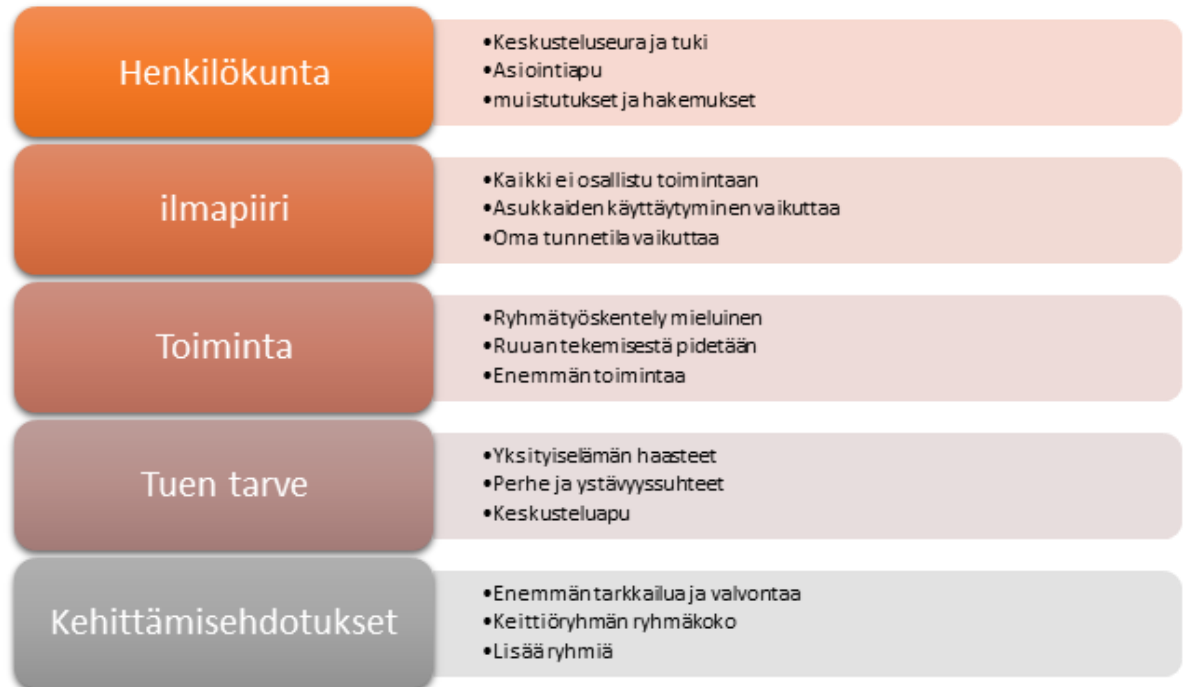 Henkilökunta
•Keskusteluseura ja tuki
•Asiointiapu
•muistutukset ja hakemukset
ilmapiiri
•Kaikki ei osallistu toimintaan
•Asukkaiden käyttäytyminen vaikuttaa
•Oma tunnetila vaikuttaa
Toiminta
•Ryhmätyöskentely mieluinen
•Ruuan tekemisestä pidetään
•Enemmän toimintaa
Tuen tarve
•Yksityiselämän haasteet
•Perhe ja ystävyyssuhteet
•Keskusteluapu
Kehittämisehdotukset
•Enemmän tarkkailua ja valvontaa
•Keittiöryhmän ryhmäkoko
•Lisää ryhmiä